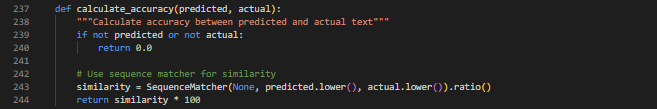 237 def calculate_accuracy(predicted, actual):
238     """Calculate accuracy between predicted and actual text"""
239     if not predicted or not actual:
240         return 0.0
241
242     # Use sequence matcher for similarity
243     similarity = SequenceMatcher(None, predicted.lower(), actual.lower()).ratio()
244     return similarity * 100